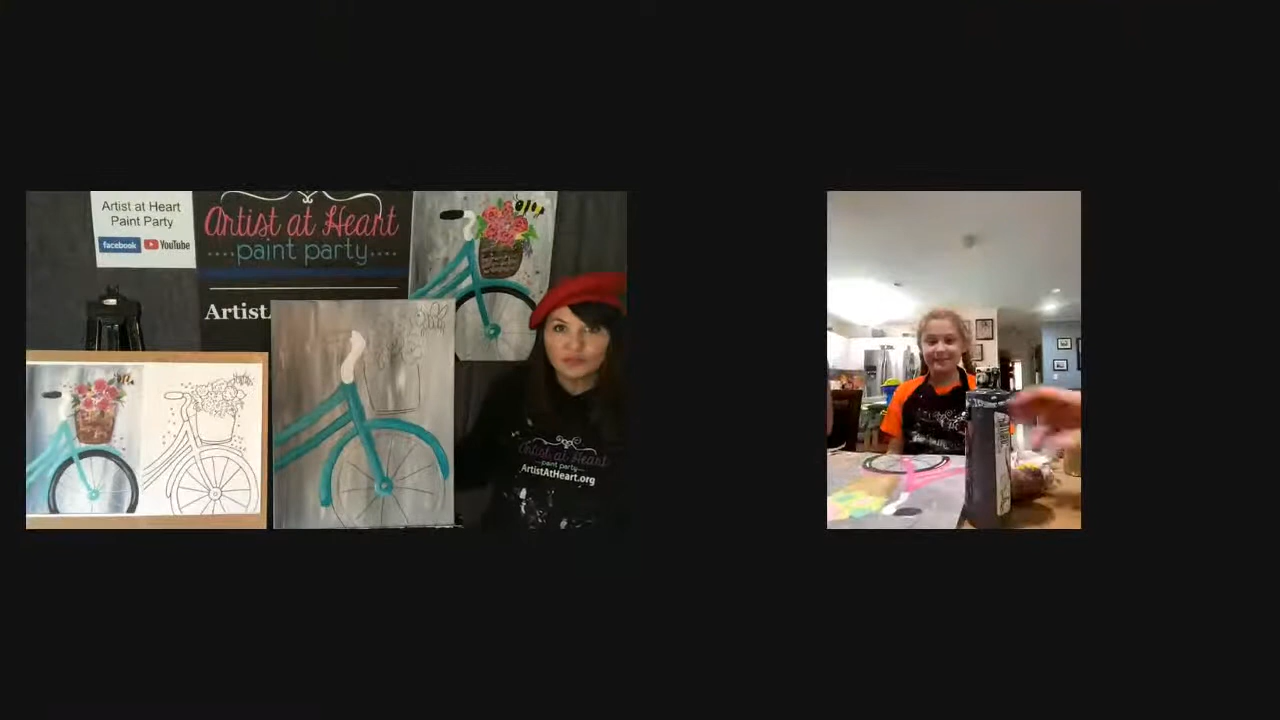 Artist at Heart
Paint Party
facebook YouTube
Artist at Heart
....paint party....
Artist
Artist at Heart
paint party
ArtistAtHeart.org